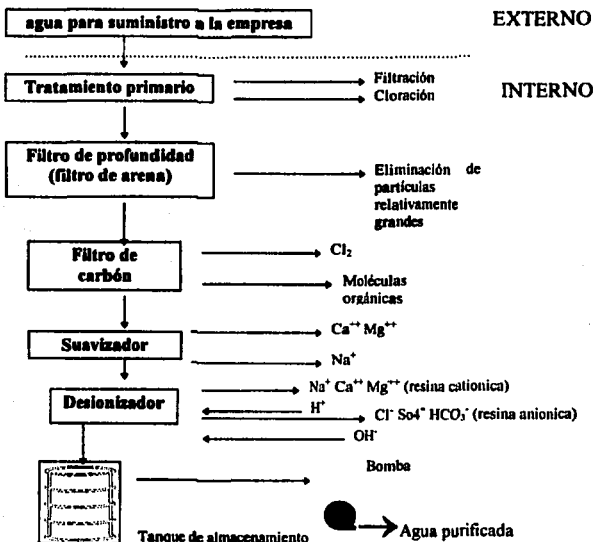 agua para suministro a la empresa
EXTERNO
INTERNO
Tratamiento primario
Filtración
Cloración
Filtro de profundidad
(filtro de arena)
Eliminación de
partículas
relativamente
grandes
Filtro de
carbón
Cl₂
Moléculas
orgánicas
Suavizador
Ca⁺⁺ Mg⁺⁺
Na⁺
Desionizador
Na⁺ Ca⁺⁺ Mg⁺⁺ (resina cationica)
H⁺
Cl⁻ So4⁼ HCO₃⁻ (resina anionica)
OH⁻
Bomba
Tanque de almacenamiento
Agua purificada